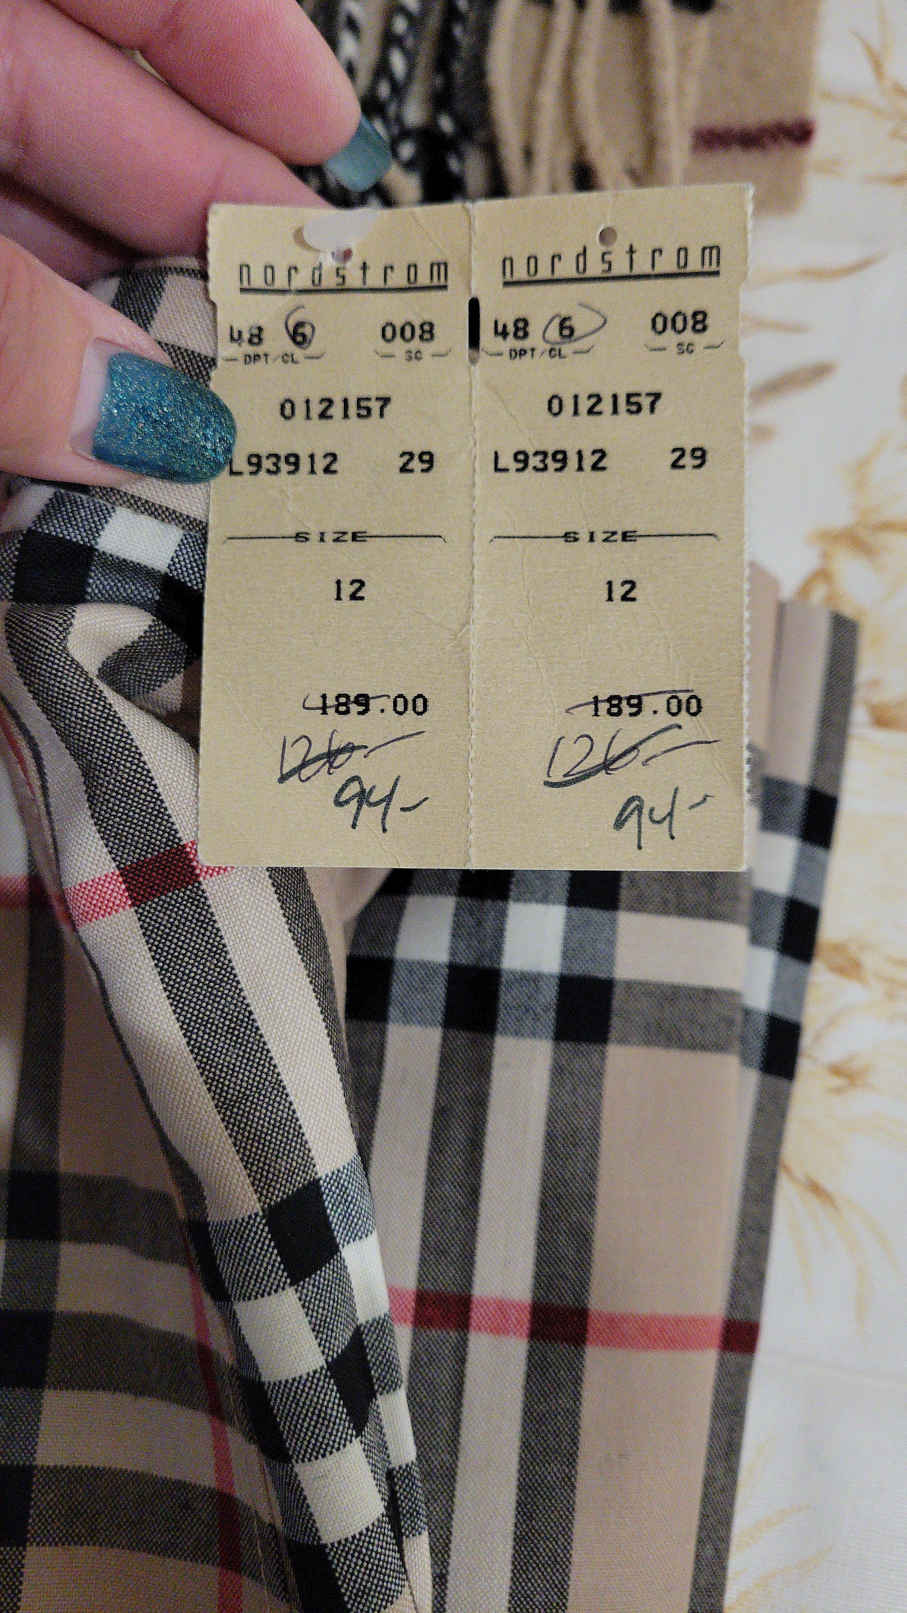 nordstrom
48 6 008
DPT/CL SC
012157
L93912 29
SIZE
12
189.00
126-
94-
nordstrom
48 6 008
DPT/CL SC
012157
L93912 29
SIZE
12
189.00
126-
94-